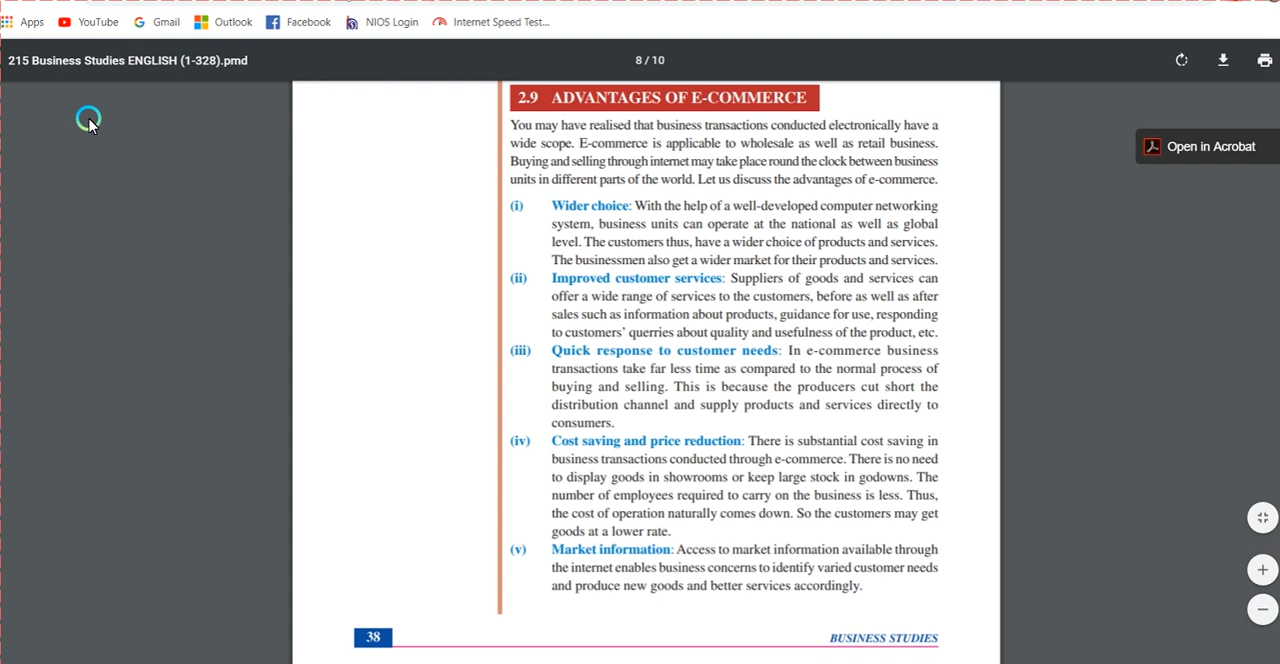 Apps YouTube Gmail Outlook Facebook NIOS Login Internet Speed Test...
215 Business Studies ENGLISH (1-328).pmd 8 / 10
Open in Acrobat
2.9 ADVANTAGES OF E-COMMERCE
You may have realised that business transactions conducted electronically have a
wide scope. E-commerce is applicable to wholesale as well as retail business.
Buying and selling through internet may take place round the clock between business
units in different parts of the world. Let us discuss the advantages of e-commerce.
(i) Wider choice: With the help of a well-developed computer networking
system, business units can operate at the national as well as global
level. The customers thus, have a wider choice of products and services.
The businessmen also get a wider market for their products and services.
(ii) Improved customer services: Suppliers of goods and services can
offer a wide range of services to the customers, before as well as after
sales such as information about products, guidance for use, responding
to customers' querries about quality and usefulness of the product, etc.
(iii) Quick response to customer needs: In e-commerce business
transactions take far less time as compared to the normal process of
buying and selling. This is because the producers cut short the
distribution channel and supply products and services directly to
consumers.
(iv) Cost saving and price reduction: There is substantial cost saving in
business transactions conducted through e-commerce. There is no need
to display goods in showrooms or keep large stock in godowns. The
number of employees required to carry on the business is less. Thus,
the cost of operation naturally comes down. So the customers may get
goods at a lower rate.
(v) Market information: Access to market information available through
the internet enables business concerns to identify varied customer needs
and produce new goods and better services accordingly.
38 BUSINESS STUDIES